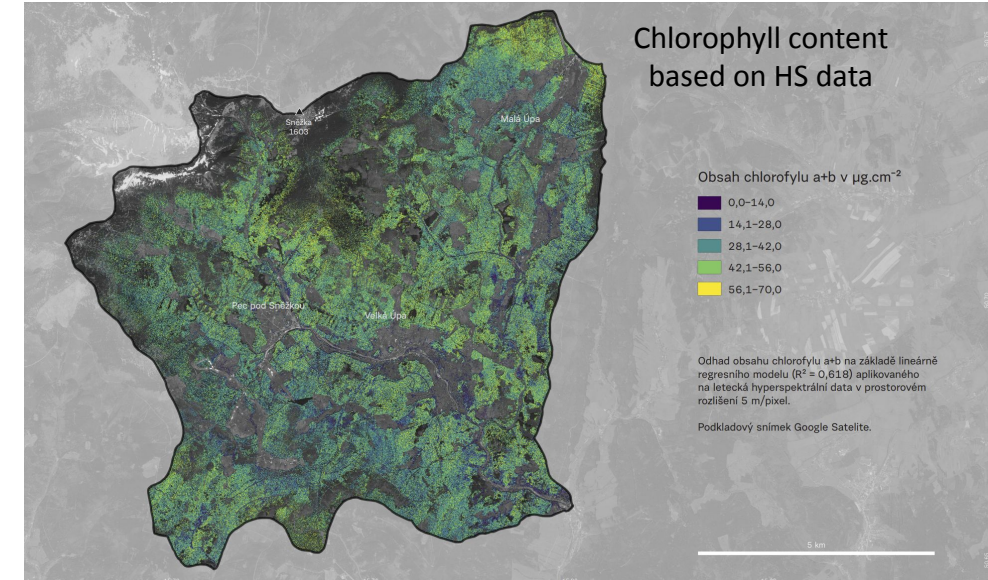 Chlorophyll content
based on HS data
Sněžka
1603
Malá Úpa
Pec pod Sněžkou
Velká Úpa
Obsah chlorofylu a+b v µg.cm⁻²
0,0–14,0
14,1–28,0
28,1–42,0
42,1–56,0
56,1–70,0
Odhad obsahu chlorofylu a+b na základě lineárně
regresního modelu (R² = 0,618) aplikovaného
na letecká hyperspektrální data v prostorovém
rozlišení 5 m/pixel.
Podkladový snímek Google Satelite.
5 km